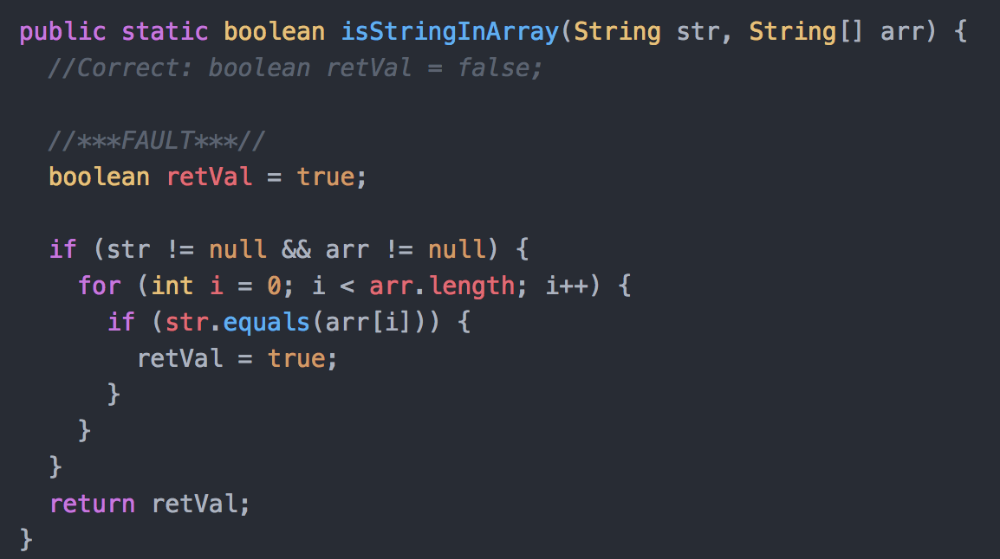 public static boolean isStringInArray(String str, String[] arr) {
//Correct: boolean retVal = false;
//***FAULT***//
boolean retVal = true;
if (str != null && arr != null) {
for (int i = 0; i < arr.length; i++) {
if (str.equals(arr[i])) {
retVal = true;
}
}
}
return retVal;
}